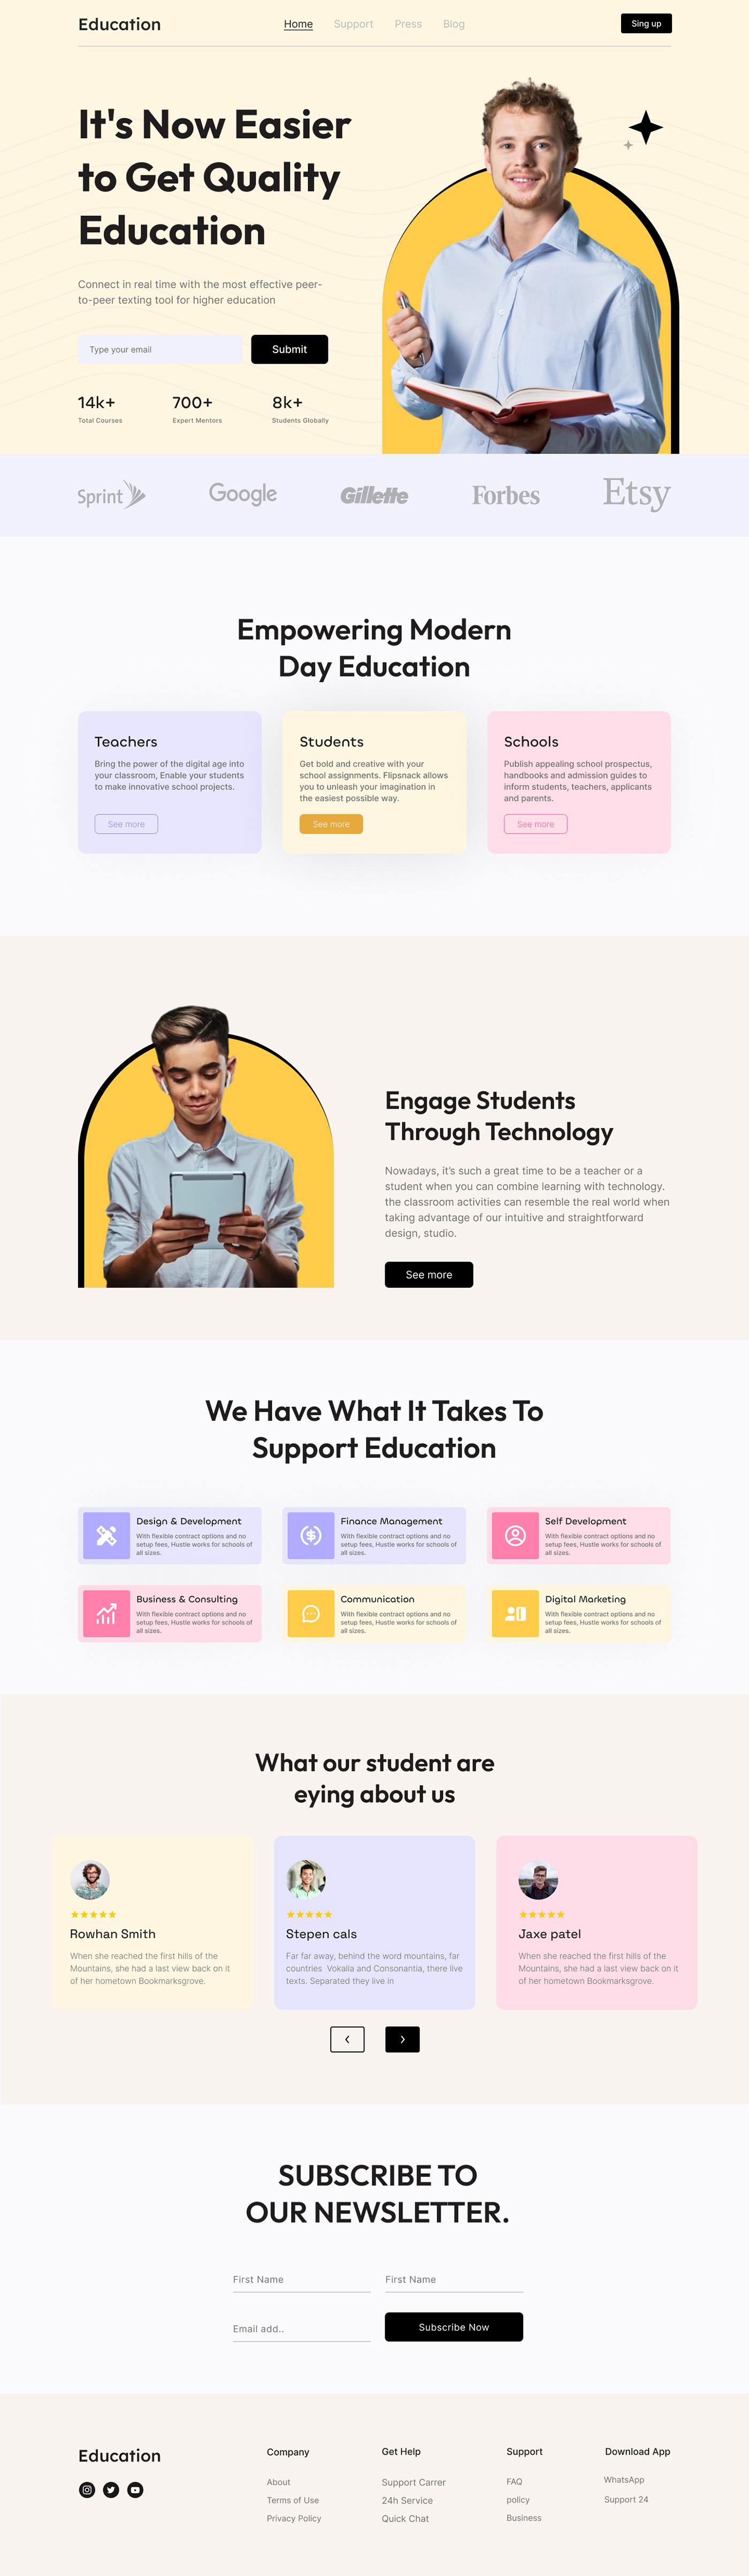 Education
Home Support Press Blog
Sing up
It's Now Easier
to Get Quality
Education
Connect in real time with the most effective peer-
to-peer texting tool for higher education
Type your email
Submit
14k+ 700+ 8k+
Total Courses Expert Mentors Students Globally
Sprint Google Gillette Forbes Etsy
Empowering Modern
Day Education
Teachers
Bring the power of the digital age into
your classroom, Enable your students
to make innovative school projects.
See more
Students
Get bold and creative with your
school assignments. Flipsnack allows
you to unleash your imagination in
the easiest possible way.
See more
Schools
Publish appealing school prospectus,
handbooks and admission guides to
inform students, teachers, applicants
and parents.
See more
Engage Students
Through Technology
Nowadays, it's such a great time to be a teacher or a
student when you can combine learning with technology.
the classroom activities can resemble the real world when
taking advantage of our intuitive and straightforward
design, studio.
See more
We Have What It Takes To
Support Education
Design & Development
With flexible contract options and no
setup fees, Hustle works for schools of
all sizes.
Finance Management
With flexible contract options and no
setup fees, Hustle works for schools of
all sizes.
Self Development
With flexible contract options and no
setup fees, Hustle works for schools of
all sizes.
Business & Consulting
With flexible contract options and no
setup fees, Hustle works for schools of
all sizes.
Communication
With flexible contract options and no
setup fees, Hustle works for schools of
all sizes.
Digital Marketing
With flexible contract options and no
setup fees, Hustle works for schools of
all sizes.
What our student are
eying about us
Rowhan Smith
When she reached the first hills of the
Mountains, she had a last view back on it
of her hometown Bookmarksgrove.
Stepen cals
Far far away, behind the word mountains, far
countries Vokalia and Consonantia, there live
texts. Separated they live in
Jaxe patel
When she reached the first hills of the
Mountains, she had a last view back on it
of her hometown Bookmarksgrove.
SUBSCRIBE TO
OUR NEWSLETTER.
First Name First Name
Email add..
Subscribe Now
Education
Company
About
Terms of Use
Privacy Policy
Get Help
Support Carrer
24h Service
Quick Chat
Support
FAQ
policy
Business
Download App
WhatsApp
Support 24